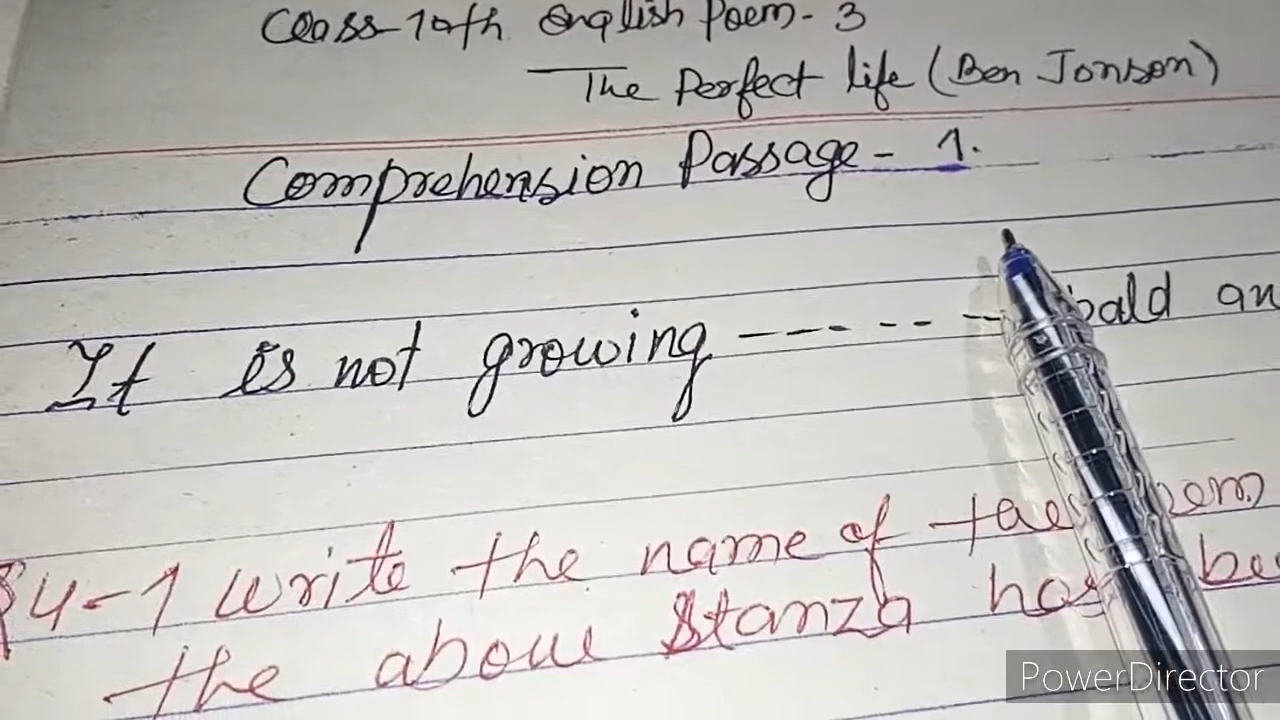 Class-10th English Poem-3
The Perfect life (Ben Jonson)
Comprehension Passage-1.
It is not growing ------ bald an
Qu-1 write the name of the
the above stanza has be
PowerDirector